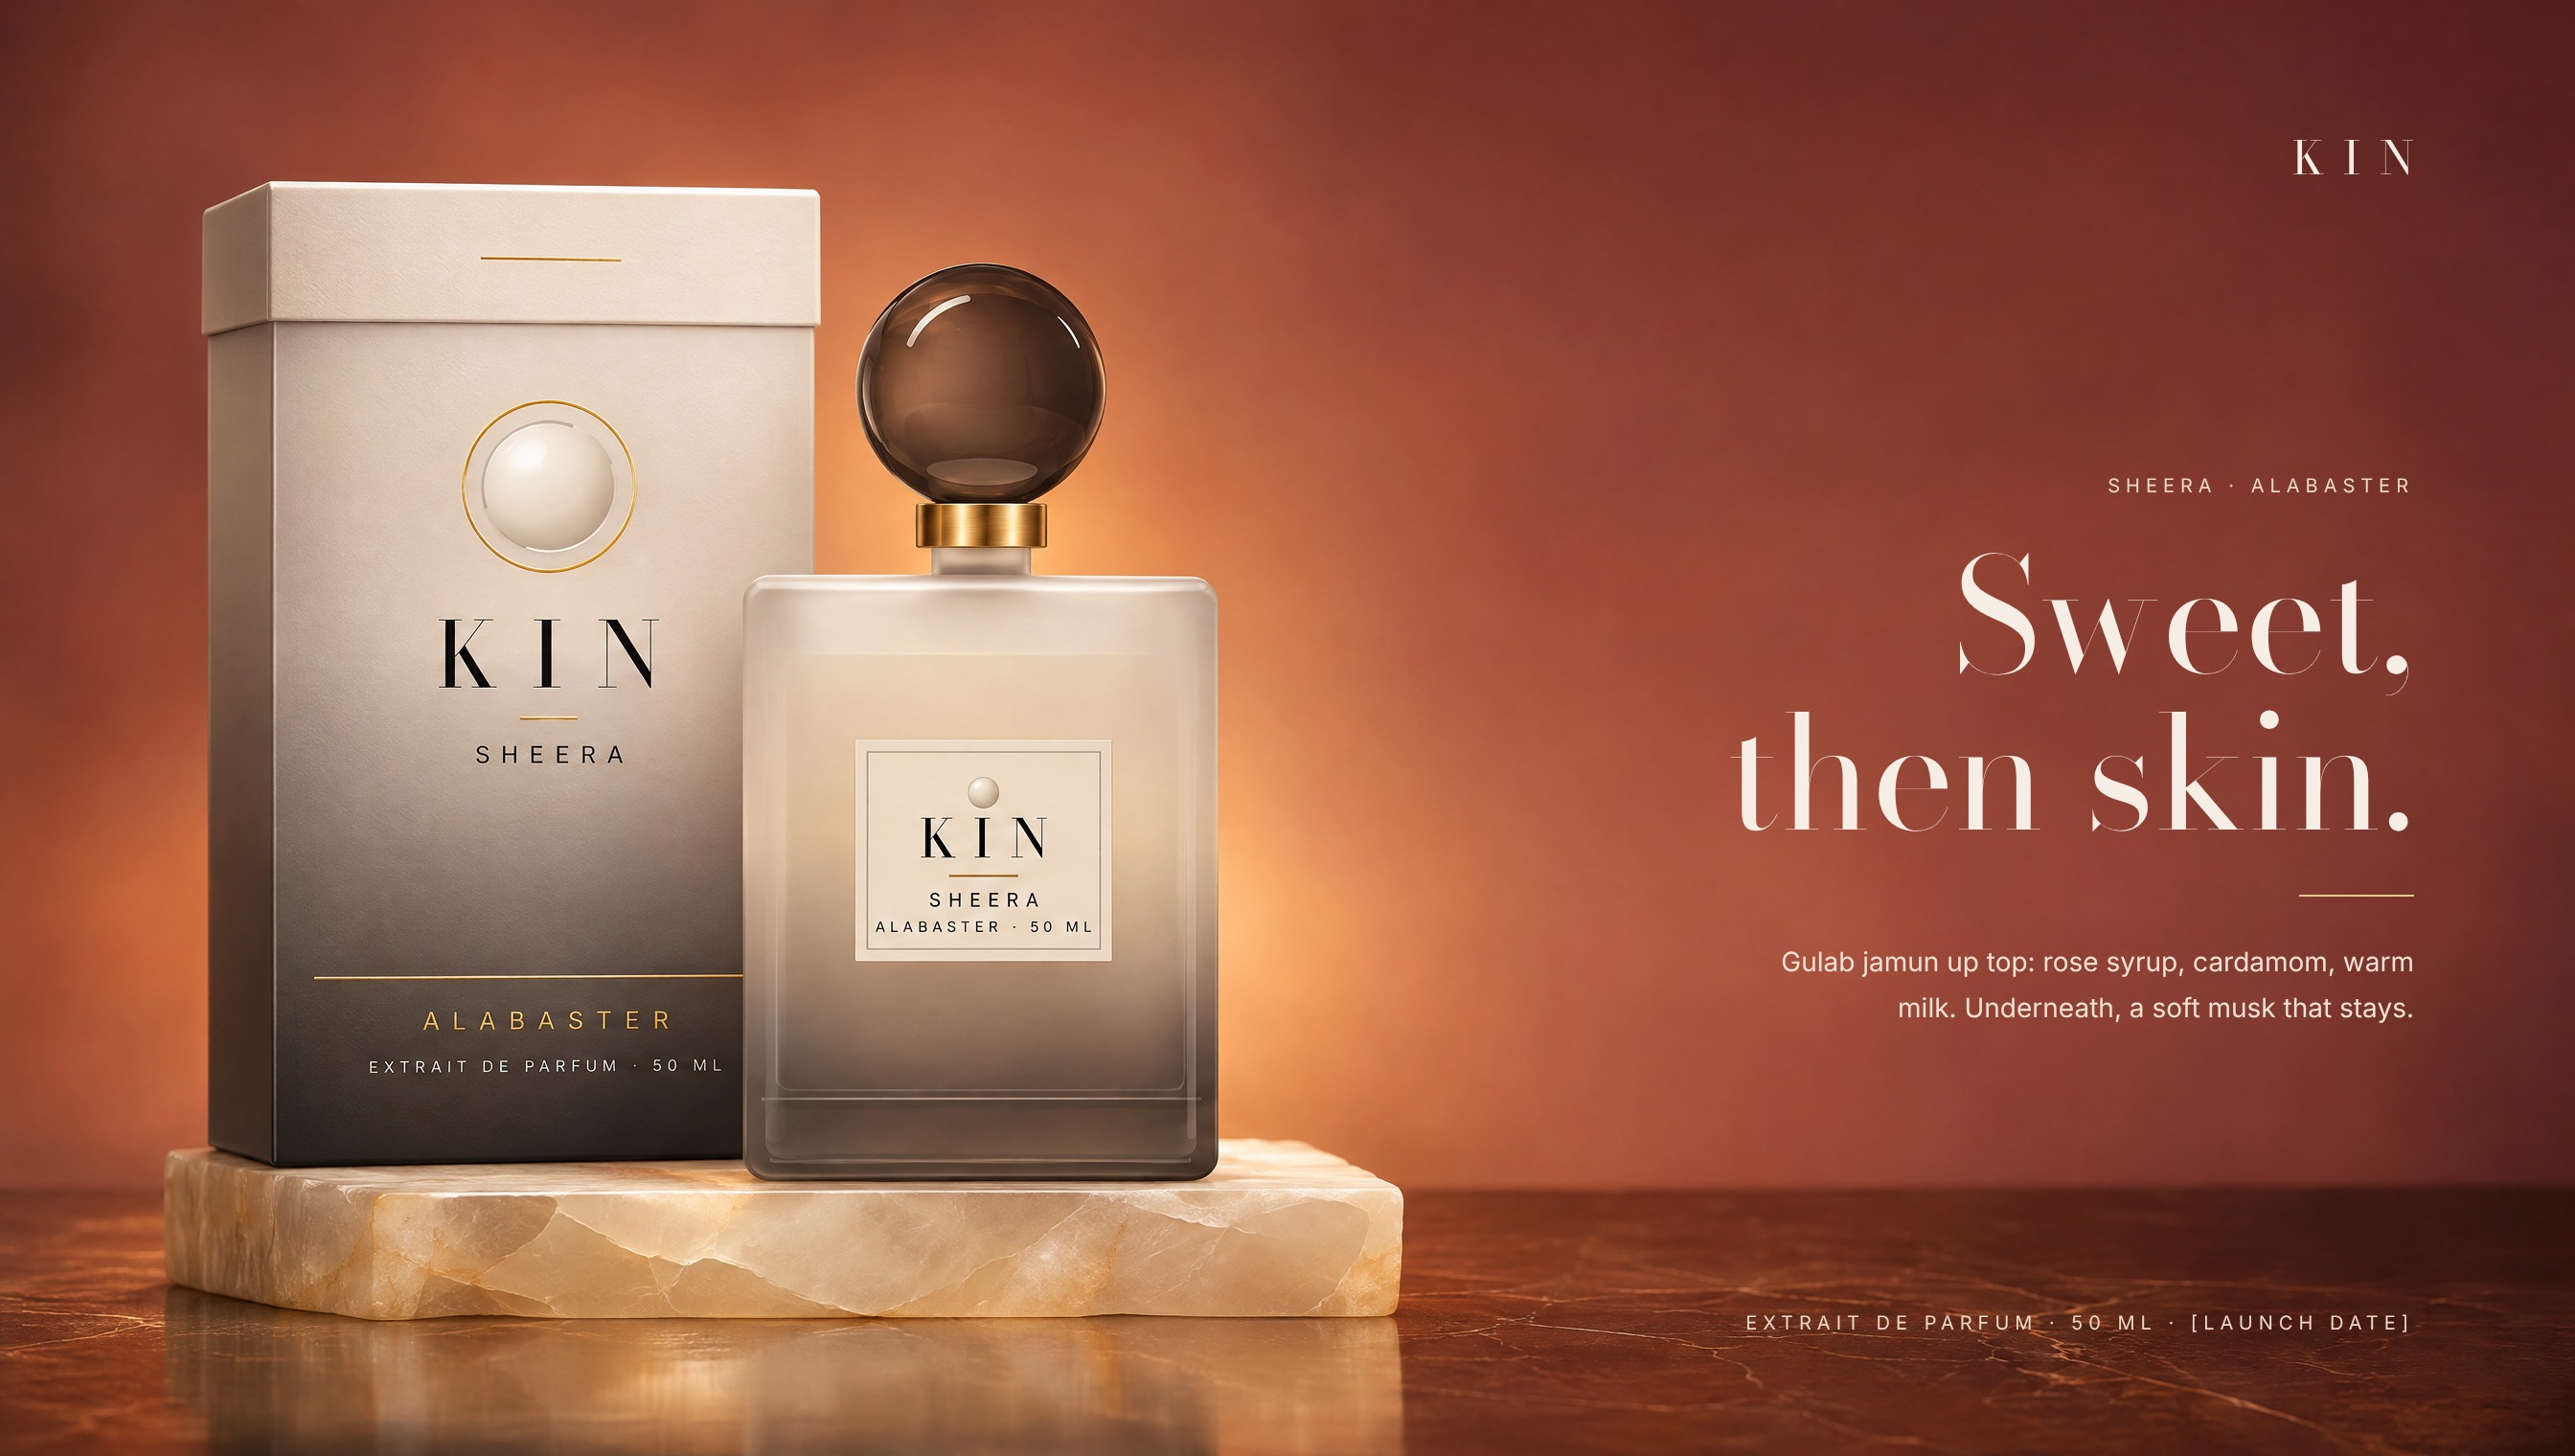 KIN
SHEERA
ALABASTER
EXTRAIT DE PARFUM · 50 ML
KIN
SHEERA
ALABASTER · 50 ML
KIN
SHEERA · ALABASTER
Sweet,
then skin.
Gulab jamun up top: rose syrup, cardamom, warm
milk. Underneath, a soft musk that stays.
EXTRAIT DE PARFUM · 50 ML · [LAUNCH DATE]